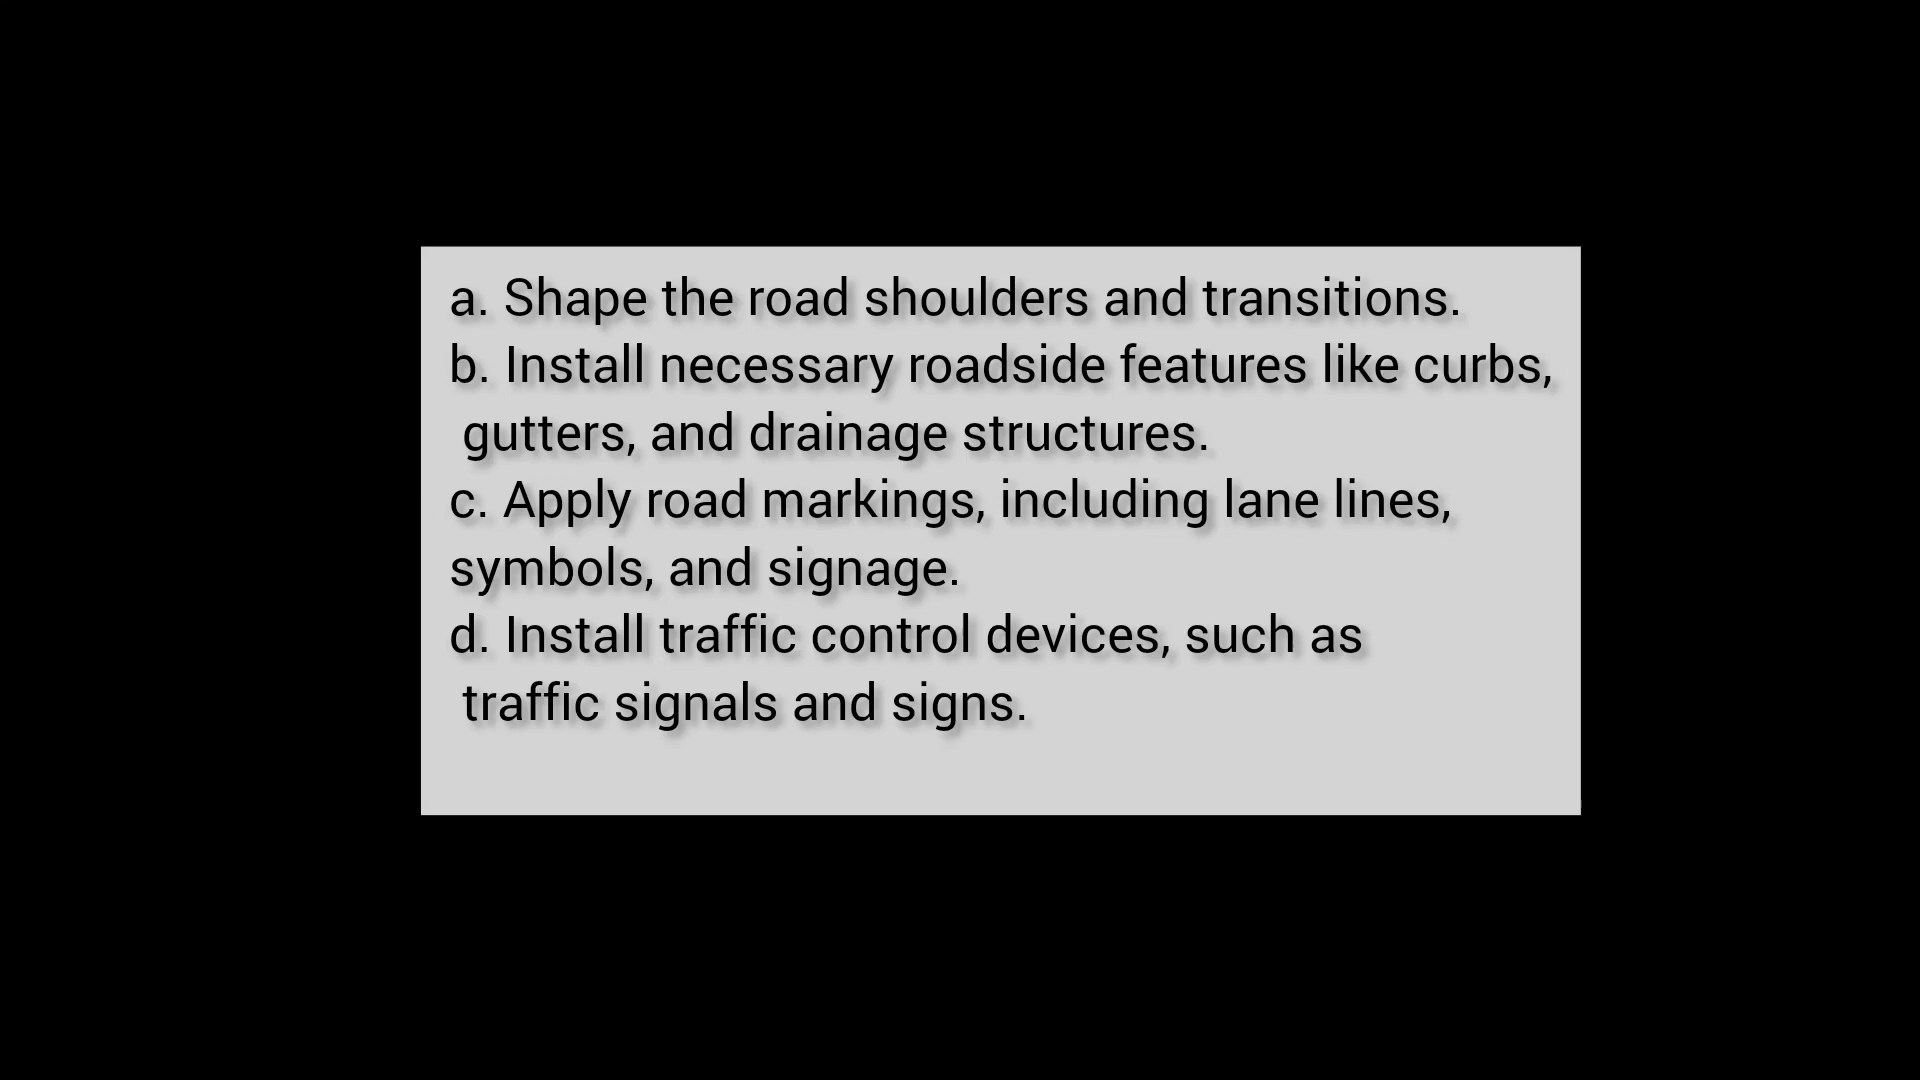 a. Shape the road shoulders and transitions.
b. Install necessary roadside features like curbs,
gutters, and drainage structures.
c. Apply road markings, including lane lines,
symbols, and signage.
d. Install traffic control devices, such as
traffic signals and signs.